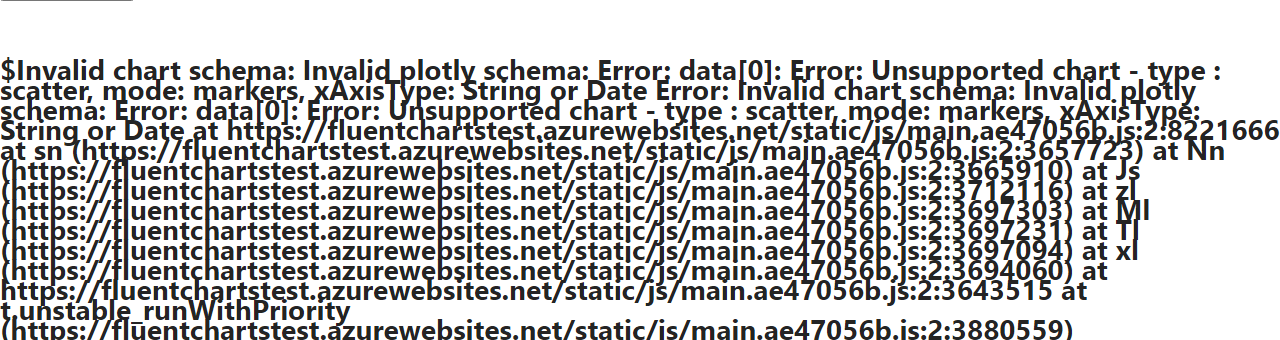 $Invalid chart schema: Invalid plotly schema: Error: data[0]: Error: Unsupported chart - type :
scatter, mode: markers, xAxisType: String or Date Error: Invalid chart schema: Invalid plotly
schema: Error: data[0]: Error: Unsupported chart - type : scatter, mode: markers, xAxisType:
String or Date at https://fluentchartstest.azurewebsites.net/static/js/main.ae47056b.js:2:8221666
at sn (https://fluentchartstest.azurewebsites.net/static/js/main.ae47056b.js:2:3657723) at Nn
(https://fluentchartstest.azurewebsites.net/static/js/main.ae47056b.js:2:3665910) at Js
(https://fluentchartstest.azurewebsites.net/static/js/main.ae47056b.js:2:3712116) at zl
(https://fluentchartstest.azurewebsites.net/static/js/main.ae47056b.js:2:3697303) at Ml
(https://fluentchartstest.azurewebsites.net/static/js/main.ae47056b.js:2:3697231) at Tl
(https://fluentchartstest.azurewebsites.net/static/js/main.ae47056b.js:2:3697094) at xl
(https://fluentchartstest.azurewebsites.net/static/js/main.ae47056b.js:2:3694060) at
https://fluentchartstest.azurewebsites.net/static/js/main.ae47056b.js:2:3643515 at
t.unstable_runWithPriority
(https://fluentchartstest.azurewebsites.net/static/js/main.ae47056b.js:2:3880559)